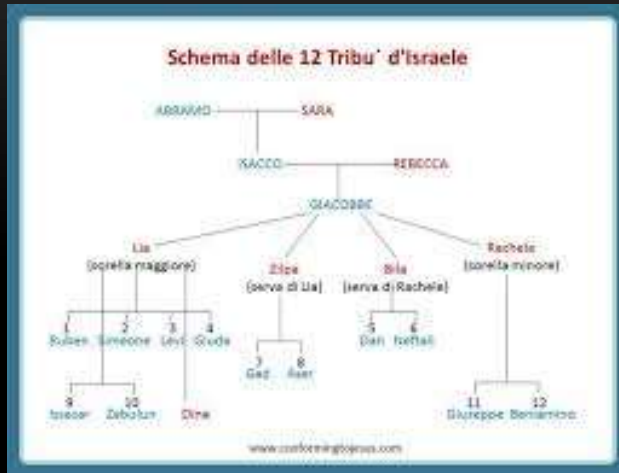 Schema delle 12 Tribu' d'Israele
ABRAMO SARA
ISACCO REBECCA
GIACOBBE
Lia Zilpa Bila Rachele
(sorella maggiore) (serva di Lia) (serva di Rachele) (sorella minore)
1 2 3 4 5 6
Ruben Simeone Levi Giuda Dan Neftali
7 8
Gad Aser
9 10 11 12
Issacar Zebulun Dina Giuseppe Beniamino
www.conformingtojesus.com